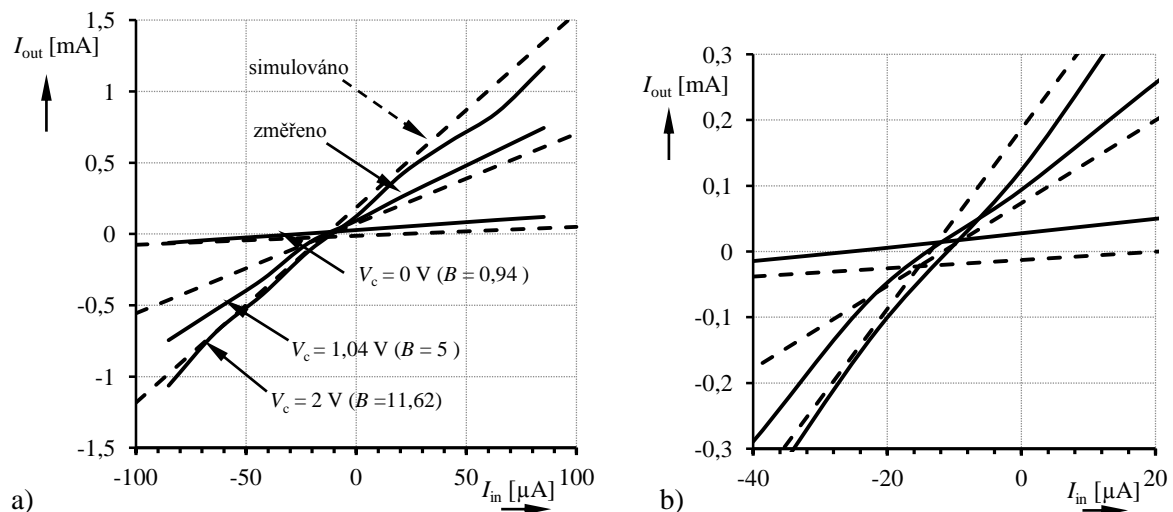 1,5
I_out [mA]
1
0,5
0
-0,5
-1
-1,5
simulováno
změřeno
V_c = 0 V (B = 0,94 )
V_c = 1,04 V (B = 5 )
V_c = 2 V (B =11,62)
-100 -50 0 50 100
I_in [µA]
a)
0,3
I_out [mA]
0,2
0,1
0
-0,1
-0,2
-0,3
-40 -20 0 20
I_in [µA]
b)